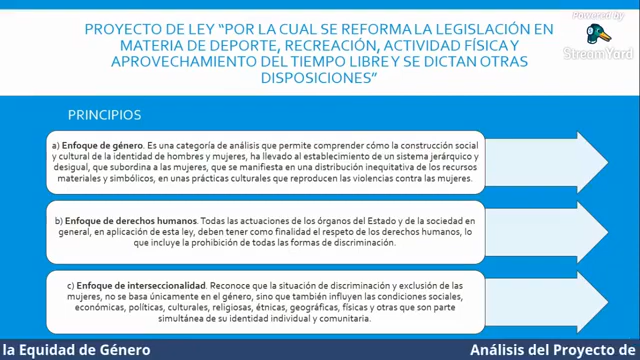 PROYECTO DE LEY “POR LA CUAL SE REFORMA LA LEGISLACIÓN EN
MATERIA DE DEPORTE, RECREACIÓN, ACTIVIDAD FÍSICA Y
APROVECHAMIENTO DEL TIEMPO LIBRE Y SE DICTAN OTRAS
DISPOSICIONES”
Powered by
StreamYard
PRINCIPIOS
a) Enfoque de género. Es una categoría de análisis que permite comprender cómo la construcción social
y cultural de la identidad de hombres y mujeres, ha llevado al establecimiento de un sistema jerárquico y
desigual, que subordina a las mujeres, que se manifiesta en una distribución inequitativa de los recursos
materiales y simbólicos, en unas prácticas culturales que reproducen las violencias contra las mujeres.
b) Enfoque de derechos humanos. Todas las actuaciones de los órganos del Estado y de la sociedad en
general, en aplicación de esta ley, deben tener como finalidad el respeto de los derechos humanos, lo
que incluye la prohibición de todas las formas de discriminación.
c) Enfoque de interseccionalidad. Reconoce que la situación de discriminación y exclusión de las
mujeres, no se basa únicamente en el género, sino que también influyen las condiciones sociales,
económicas, políticas, culturales, religiosas, étnicas, geográficas, físicas y otras que son parte
simultánea de su identidad individual y comunitaria.
la Equidad de Género
Análisis del Proyecto de